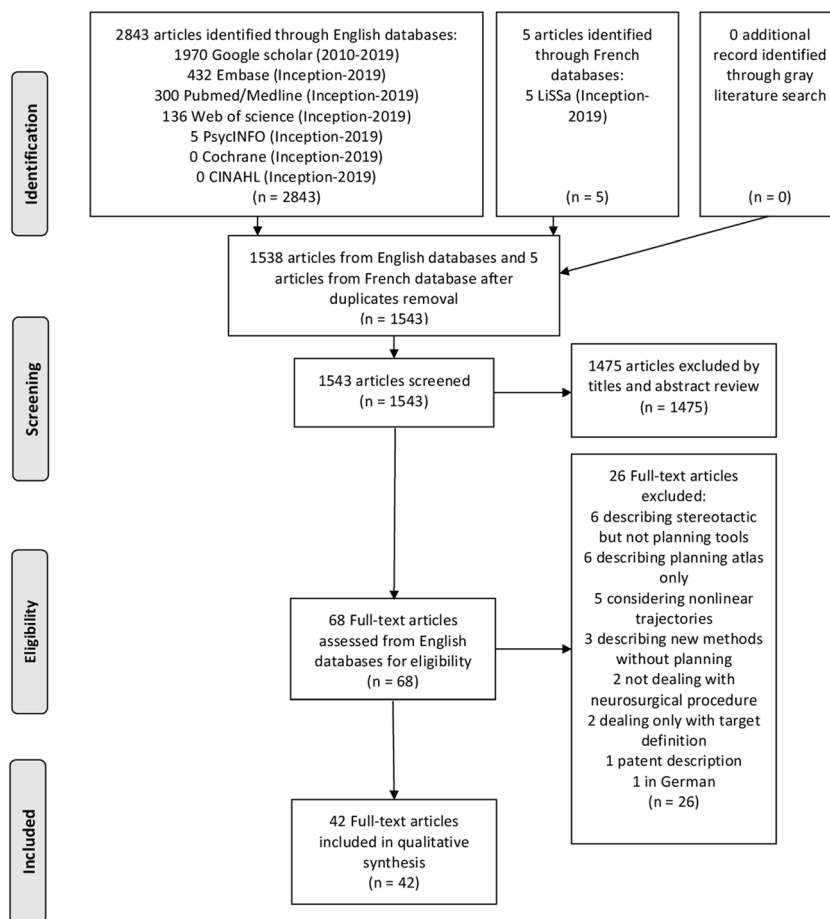 Identification
2843 articles identified through English databases:
1970 Google scholar (2010-2019)
432 Embase (Inception-2019)
300 Pubmed/Medline (Inception-2019)
136 Web of science (Inception-2019)
5 PsycINFO (Inception-2019)
0 Cochrane (Inception-2019)
0 CINAHL (Inception-2019)
(n = 2843)
5 articles identified
through French
databases:
5 LiSSa (Inception-
2019)
(n = 5)
0 additional
record identified
through gray
literature search
(n = 0)
1538 articles from English databases and 5
articles from French database after
duplicates removal
(n = 1543)
Screening
1543 articles screened
(n = 1543)
1475 articles excluded by
titles and abstract review
(n = 1475)
Eligibility
68 Full-text articles
assessed from English
databases for eligibility
(n = 68)
26 Full-text articles
excluded:
6 describing stereotactic
but not planning tools
6 describing planning atlas
only
5 considering nonlinear
trajectories
3 describing new methods
without planning
2 not dealing with
neurosurgical procedure
2 dealing only with target
definition
1 patent description
1 in German
(n = 26)
Included
42 Full-text articles
included in qualitative
synthesis
(n = 42)